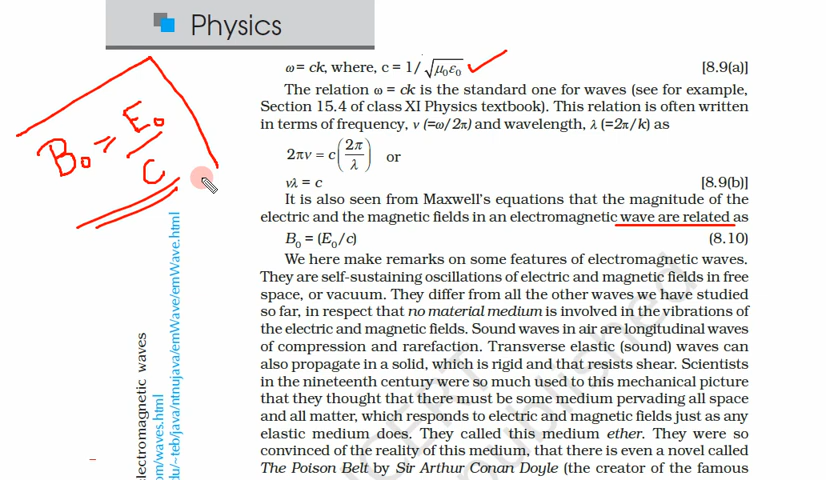 Physics
ω = ck, where, c = 1/ √μ₀ε₀ [8.9(a)]
The relation ω = ck is the standard one for waves (see for example,
Section 15.4 of class XI Physics textbook). This relation is often written
in terms of frequency, ν (=ω/2π) and wavelength, λ (=2π/k) as
2πν = c(2π/λ) or
νλ = c [8.9(b)]
It is also seen from Maxwell's equations that the magnitude of the
electric and the magnetic fields in an electromagnetic wave are related as
B₀ = (E₀/c) (8.10)
We here make remarks on some features of electromagnetic waves.
They are self-sustaining oscillations of electric and magnetic fields in free
space, or vacuum. They differ from all the other waves we have studied
so far, in respect that no material medium is involved in the vibrations of
the electric and magnetic fields. Sound waves in air are longitudinal waves
of compression and rarefaction. Transverse elastic (sound) waves can
also propagate in a solid, which is rigid and that resists shear. Scientists
in the nineteenth century were so much used to this mechanical picture
that they thought that there must be some medium pervading all space
and all matter, which responds to electric and magnetic fields just as any
elastic medium does. They called this medium ether. They were so
convinced of the reality of this medium, that there is even a novel called
The Poison Belt by Sir Arthur Conan Doyle (the creator of the famous
B₀ = E₀/C
lectromagnetic waves
om/waves.html
du/~teb/java/ntnujava/emWave/emWave.html
published